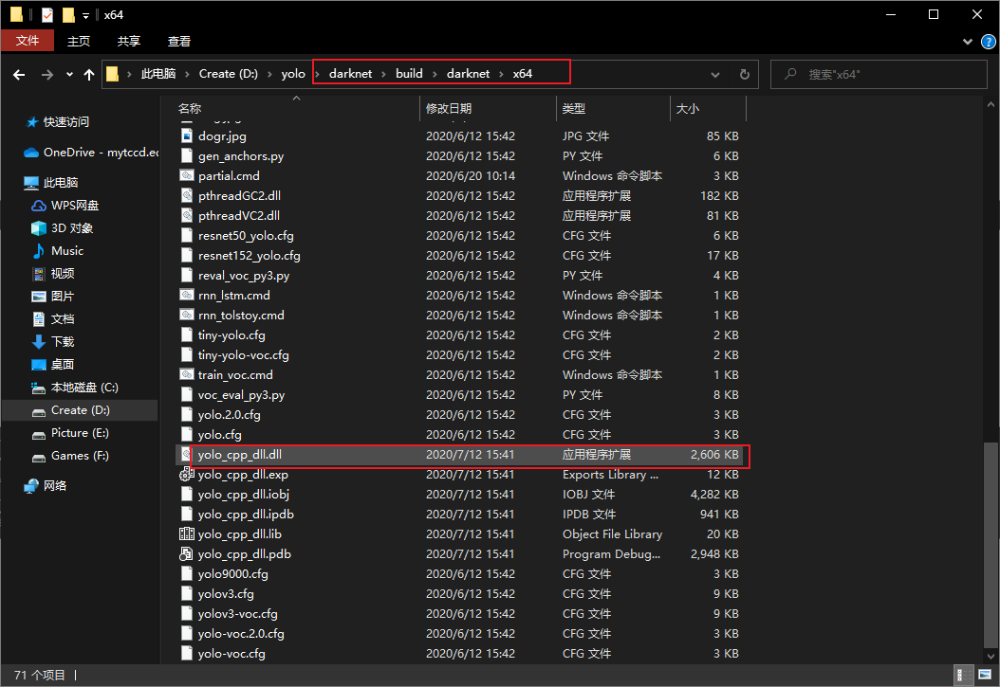 x64
文件 主页 共享 查看
此电脑 › Create (D:) › yolo › darknet › build › darknet › x64 搜索"x64"
名称 修改日期 类型 大小
快速访问
OneDrive - mytccd.ec
此电脑
WPS网盘
3D 对象
Music
视频
图片
文档
下载
桌面
本地磁盘 (C:)
Create (D:)
Picture (E:)
Games (F:)
网络
dogr.jpg 2020/6/12 15:42 JPG 文件 85 KB
gen_anchors.py 2020/6/12 15:42 PY 文件 6 KB
partial.cmd 2020/6/20 10:14 Windows 命令脚本 3 KB
pthreadGC2.dll 2020/6/12 15:42 应用程序扩展 182 KB
pthreadVC2.dll 2020/6/12 15:42 应用程序扩展 81 KB
resnet50_yolo.cfg 2020/6/12 15:42 CFG 文件 6 KB
resnet152_yolo.cfg 2020/6/12 15:42 CFG 文件 17 KB
reval_voc_py3.py 2020/6/12 15:42 PY 文件 4 KB
rnn_lstm.cmd 2020/6/12 15:42 Windows 命令脚本 1 KB
rnn_tolstoy.cmd 2020/6/12 15:42 Windows 命令脚本 1 KB
tiny-yolo.cfg 2020/6/12 15:42 CFG 文件 2 KB
tiny-yolo-voc.cfg 2020/6/12 15:42 CFG 文件 2 KB
train_voc.cmd 2020/6/12 15:42 Windows 命令脚本 1 KB
voc_eval_py3.py 2020/6/12 15:42 PY 文件 8 KB
yolo.2.0.cfg 2020/6/12 15:42 CFG 文件 3 KB
yolo.cfg 2020/6/12 15:42 CFG 文件 3 KB
yolo_cpp_dll.dll 2020/7/12 15:41 应用程序扩展 2,606 KB
yolo_cpp_dll.exp 2020/7/12 15:41 Exports Library ... 12 KB
yolo_cpp_dll.iobj 2020/7/12 15:41 IOBJ 文件 4,282 KB
yolo_cpp_dll.ipdb 2020/7/12 15:41 IPDB 文件 941 KB
yolo_cpp_dll.lib 2020/7/12 15:41 Object File Library 20 KB
yolo_cpp_dll.pdb 2020/7/12 15:41 Program Debug... 2,948 KB
yolo9000.cfg 2020/6/12 15:42 CFG 文件 3 KB
yolov3.cfg 2020/6/12 15:42 CFG 文件 9 KB
yolov3-voc.cfg 2020/6/12 15:42 CFG 文件 9 KB
yolo-voc.2.0.cfg 2020/6/12 15:42 CFG 文件 3 KB
yolo-voc.cfg 2020/6/12 15:42 CFG 文件 3 KB
71 个项目